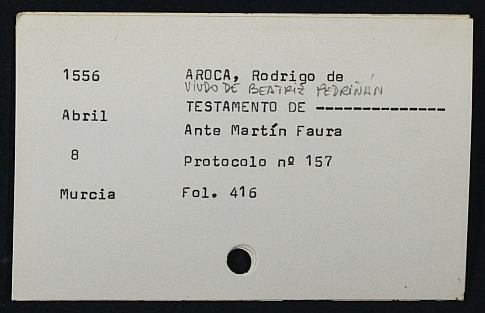 1556 AROCA, Rodrigo de
VIUDO DE BEATRIZ PEDRIÑÁN
Abril TESTAMENTO DE --------------
Ante Martín Faura
8 Protocolo nº 157
Murcia Fol. 416